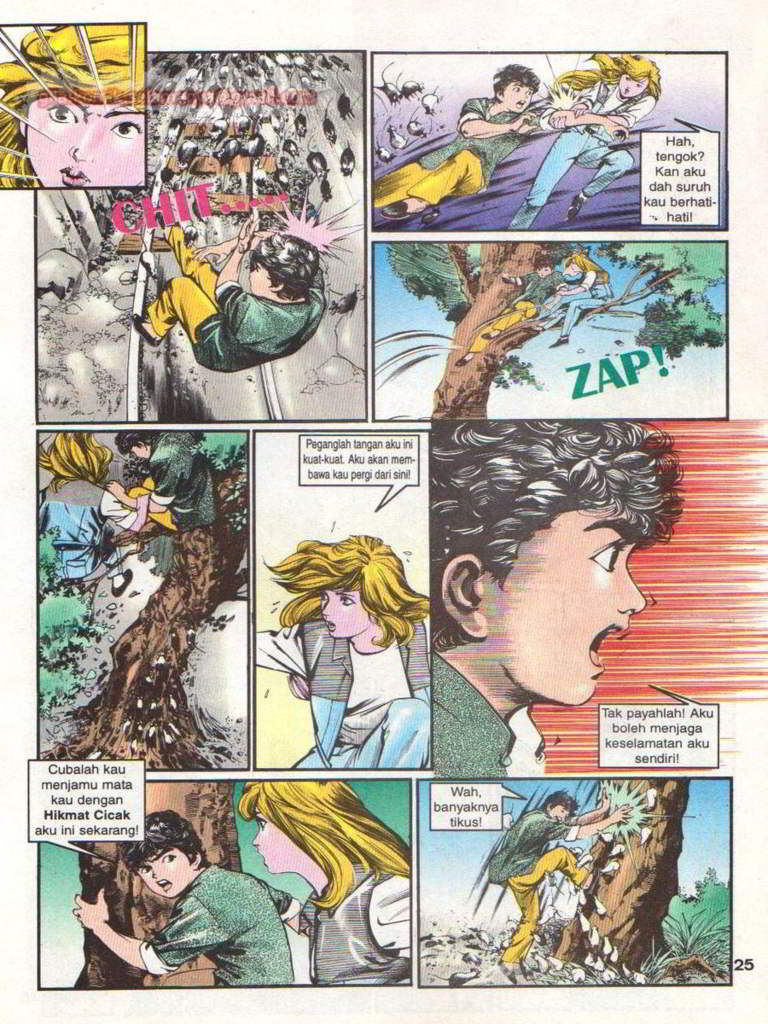 CHIT.....
Hah,
tengok?
Kan aku
dah suruh
kau berhati-
hati!
ZAP!
Peganglah tangan aku ini
kuat-kuat. Aku akan mem-
bawa kau pergi dari sini!
Tak payahlah! Aku
boleh menjaga
keselamatan aku
sendiri!
Cubalah kau
menjamu mata
kau dengan
Hikmat Cicak
aku ini sekarang!
Wah,
banyaknya
tikus!
25